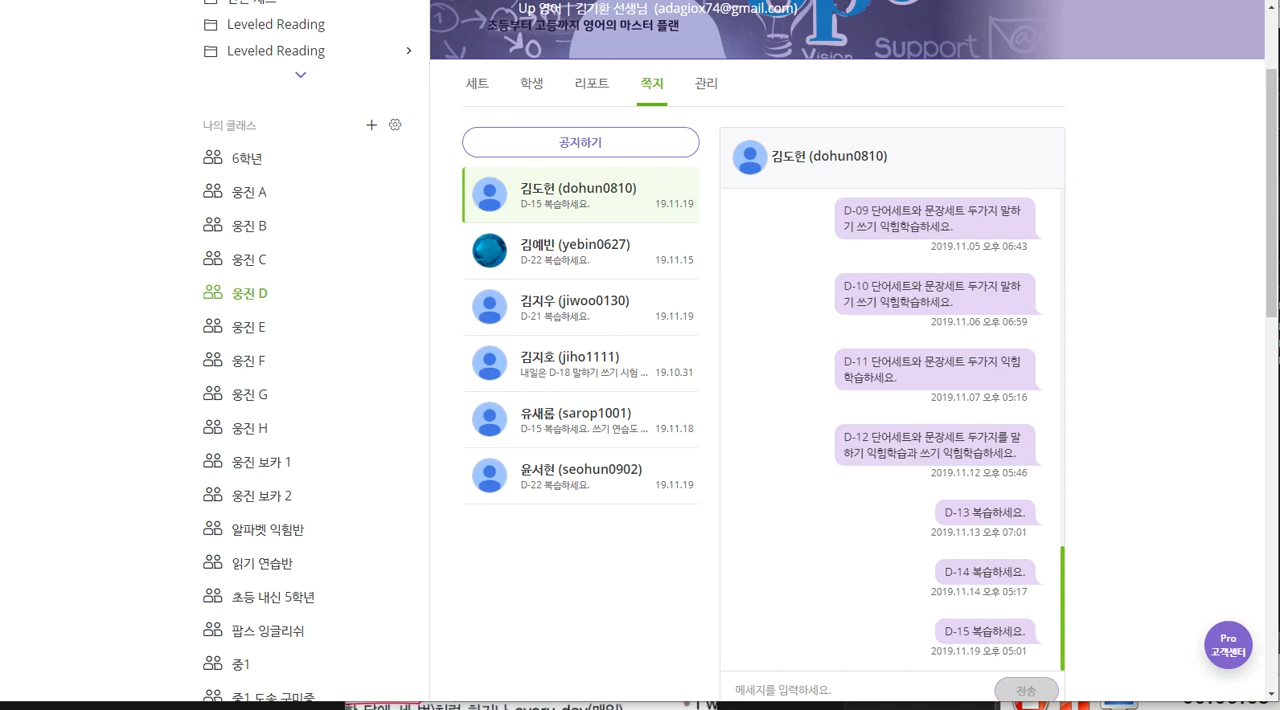 Leveled Reading
Leveled Reading
나의 클래스
6학년
웅진 A
웅진 B
웅진 C
웅진 D
웅진 E
웅진 F
웅진 G
웅진 H
웅진 보카 1
웅진 보카 2
알파벳 익힘반
읽기 연습반
초등 내신 5학년
팝스 잉글리쉬
중1
중1 도송 구미중
Up 영어 | 김기환 선생님 (adagiox74@gmail.com)
초등부터 고등까지 영어의 마스터 플랜
Support
Vision
세트 학생 리포트 쪽지 관리
공지하기
김도현 (dohun0810)
D-15 복습하세요. 19.11.19
김예빈 (yebin0627)
D-22 복습하세요. 19.11.15
김지우 (jiwoo0130)
D-21 복습하세요. 19.11.19
김지호 (jiho1111)
내일은 D-18 말하기 쓰기 시험 ... 19.10.31
유새롭 (sarop1001)
D-15 복습하세요. 쓰기 연습도 ... 19.11.18
윤서현 (seohun0902)
D-22 복습하세요. 19.11.19
김도현 (dohun0810)
D-09 단어세트와 문장세트 두가지 말하
기 쓰기 익힘학습하세요.
2019.11.05 오후 06:43
D-10 단어세트와 문장세트 두가지 말하
기 쓰기 익힘학습하세요.
2019.11.06 오후 06:59
D-11 단어세트와 문장세트 두가지 익힘
학습하세요.
2019.11.07 오후 05:16
D-12 단어세트와 문장세트 두가지를 말
하기 익힘학습과 쓰기 익힘학습하세요.
2019.11.12 오후 05:46
D-13 복습하세요.
2019.11.13 오후 07:01
D-14 복습하세요.
2019.11.14 오후 05:17
D-15 복습하세요.
2019.11.19 오후 05:01
메세지를 입력하세요.
전송
Pro
고객센터
every day(매일)